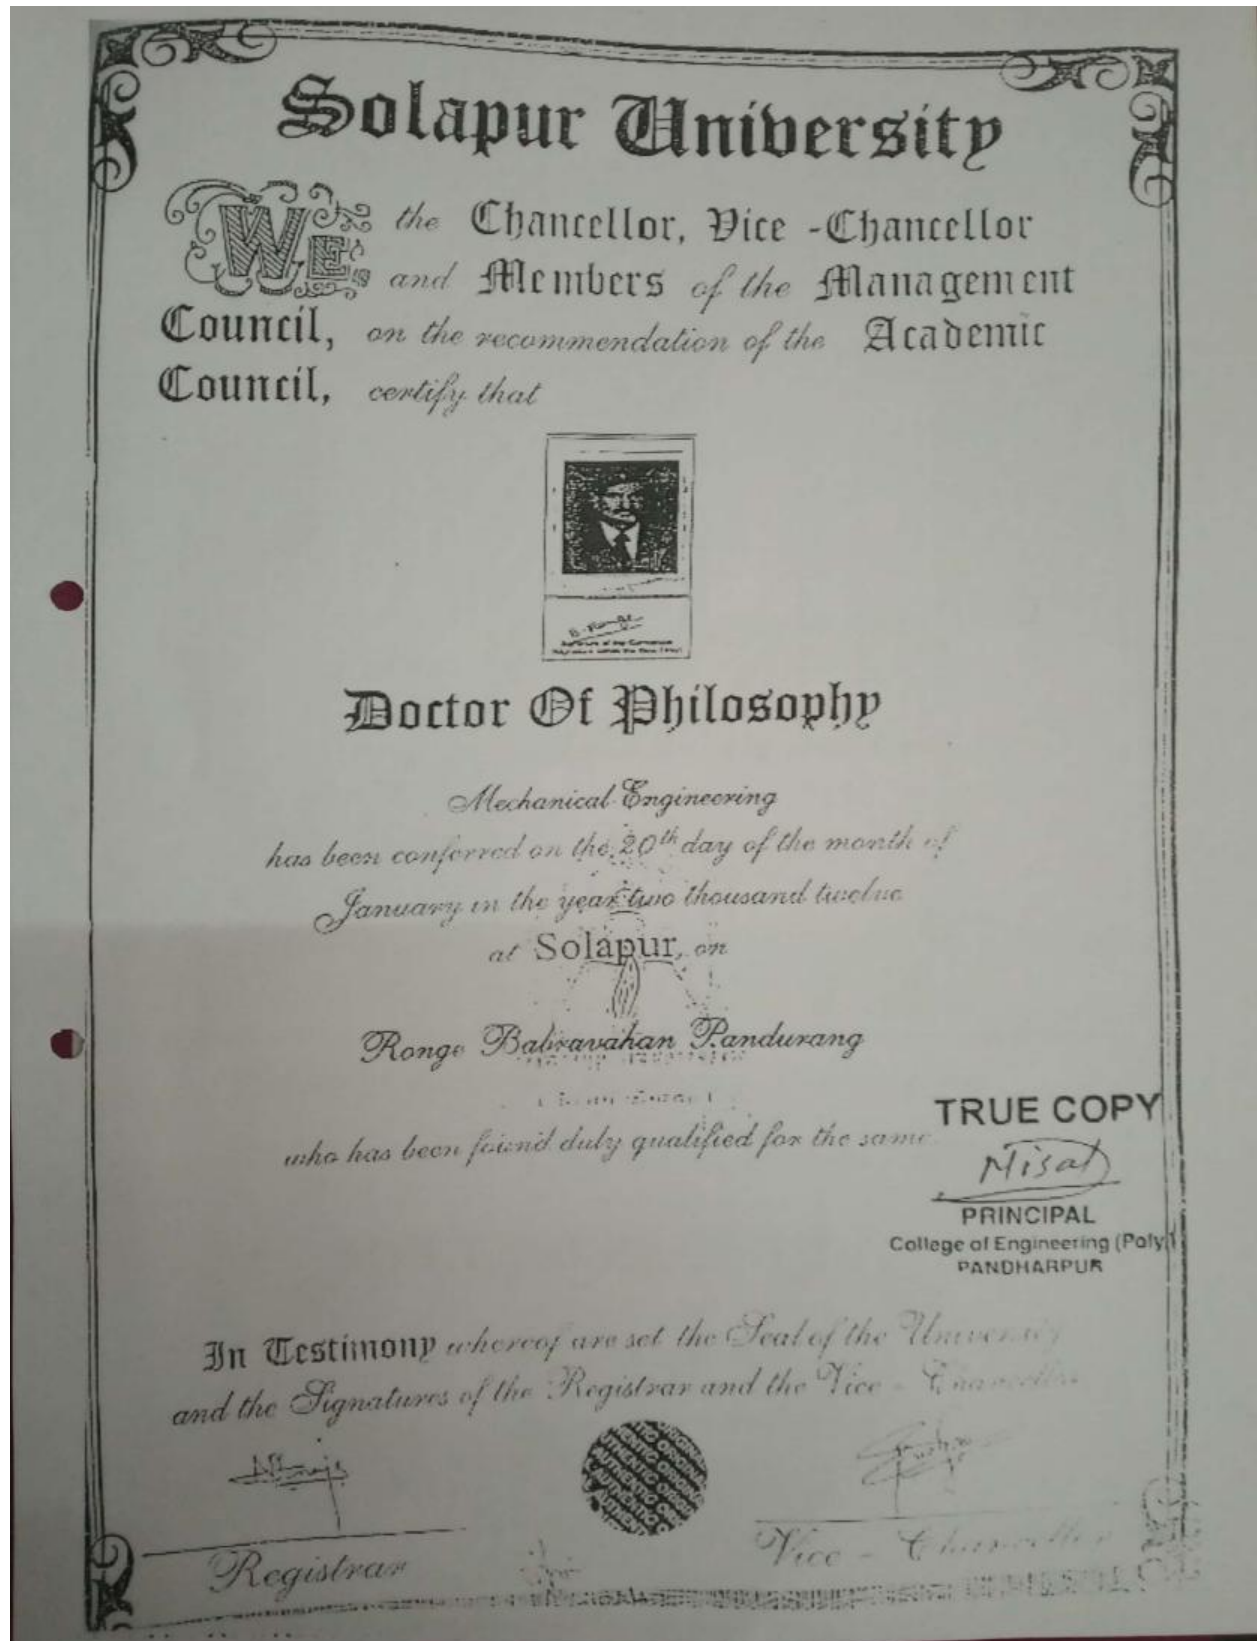 Solapur University
WE the Chancellor, Vice -Chancellor
and Members of the Management
Council, on the recommendation of the Academic
Council, certify that
B. Ronge
Doctor Of Philosophy
Mechanical Engineering
has been conferred on the 20th day of the month of
January in the year two thousand twelve
at Solapur, on
Ronge Babravahan Pandurang
who has been found duly qualified for the same
TRUE COPY
PRINCIPAL
College of Engineering (Poly.)
PANDHARPUR
In Testimony whereof are set the Seal of the University
and the Signatures of the Registrar and the Vice - Chancellor
AUTHENTIC ORIGINAL
Registrar
Vice - Chancellor